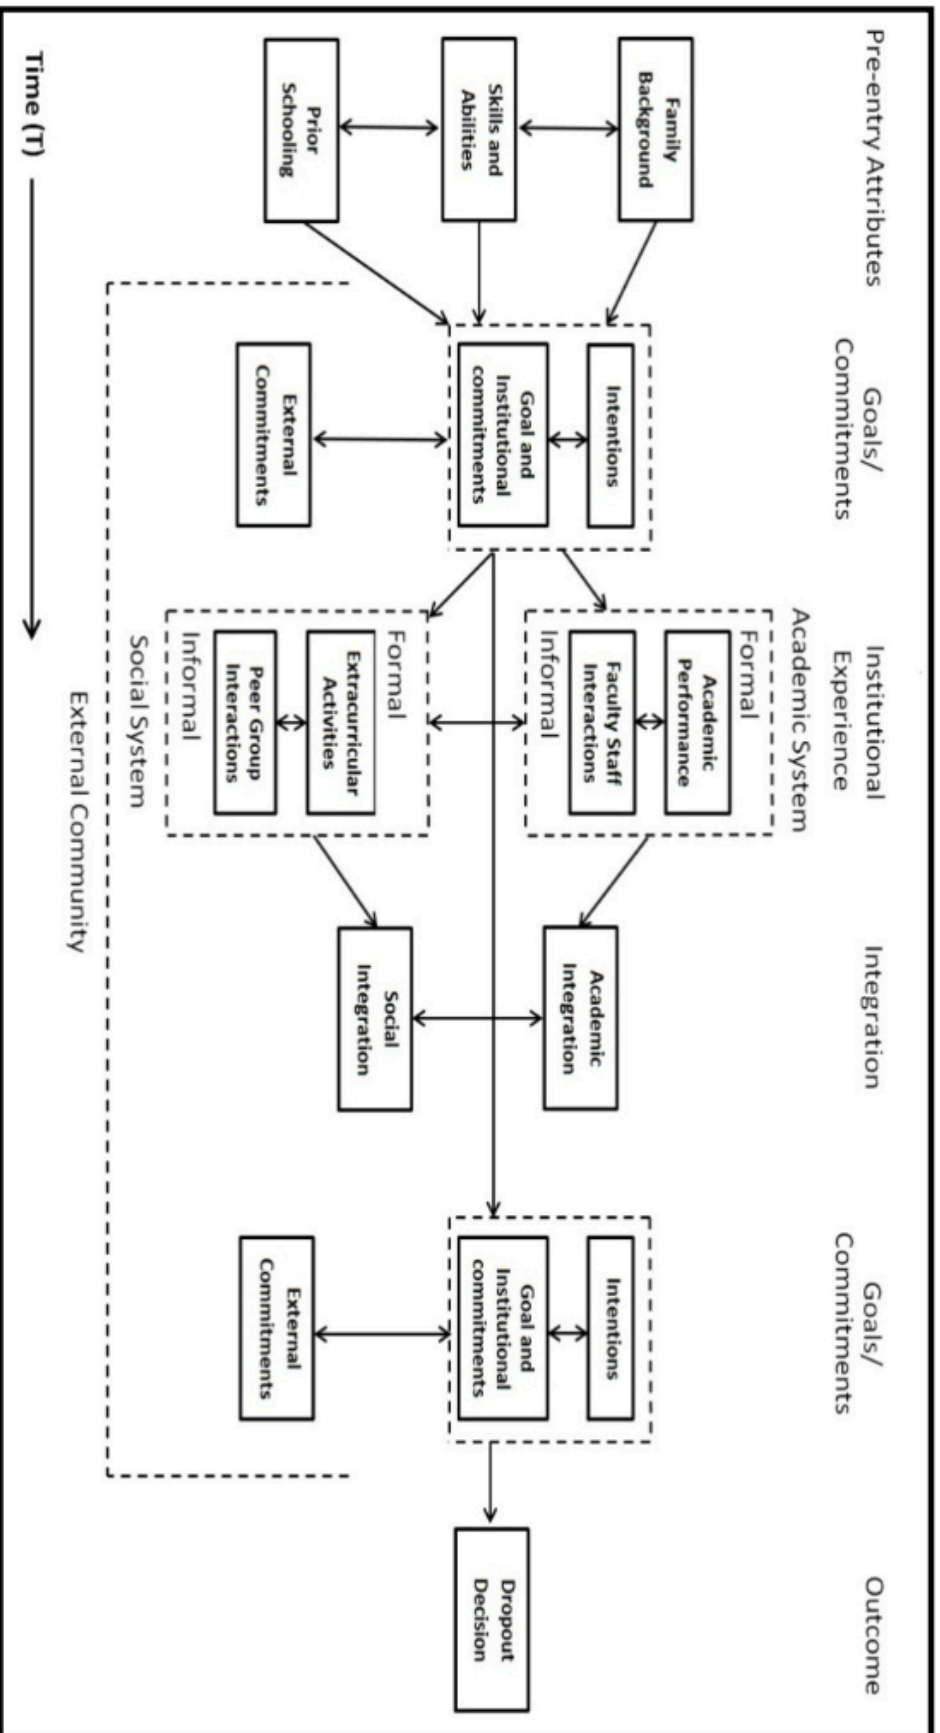 Pre-entry Attributes
Goals/
Commitments
Institutional
Experience
Integration
Goals/
Commitments
Outcome
Family
Background
Skills and
Abilities
Prior
Schooling
Intentions
Goal and
Institutional
commitments
External
Commitments
Academic System
Formal
Academic
Performance
Faculty Staff
Interactions
Informal
Formal
Extracurricular
Activities
Peer Group
Interactions
Informal
Social System
Academic
Integration
Social
Integration
Intentions
Goal and
Institutional
commitments
External
Commitments
Dropout
Decision
External Community
Time (T)